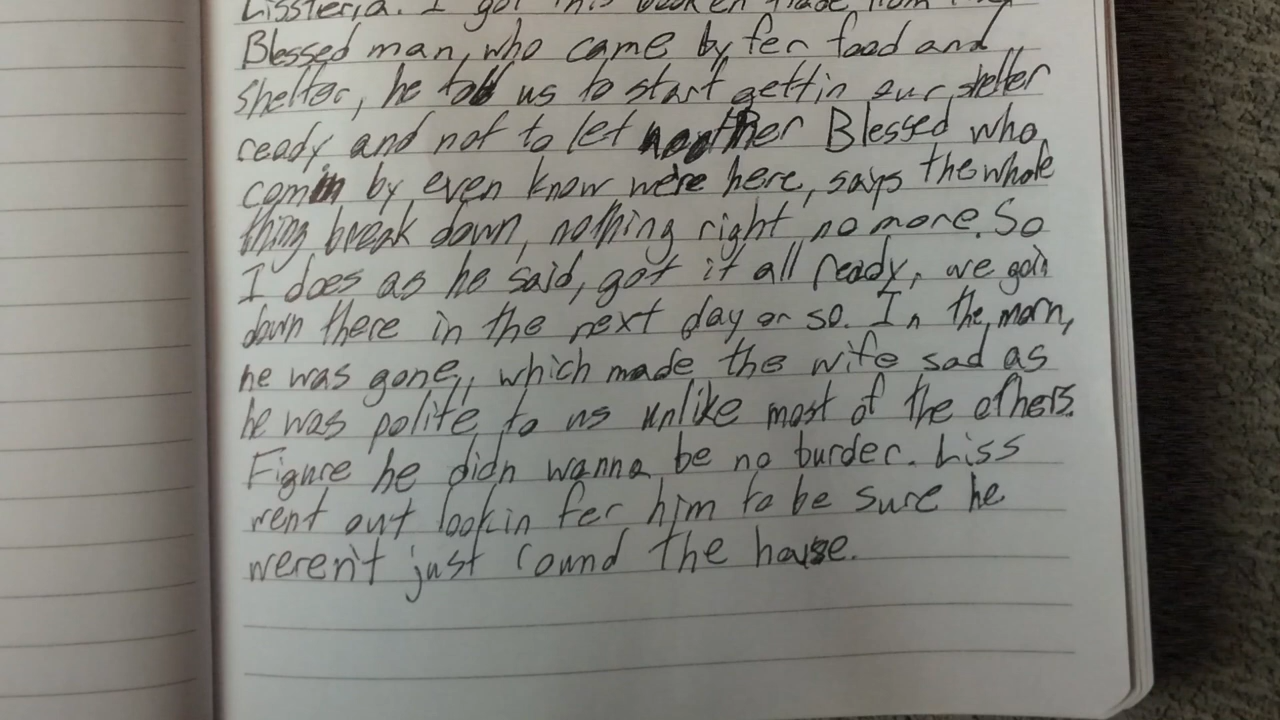 Lissteria. I got this
Blessed man, who came by fer food and
shelter, he told us to start gettin our shelter
ready and not to let nother Blessed who
comin by even know we're here, says the whole
thing break down, nothing right no more. So
I does as he said, got it all ready, we goin
down there in the next day or so. In the morn,
he was gone, which made the wife sad as
he was polite to us unlike most of the others.
Figure he didn wanna be no burden. Liss
went out lookin fer him to be sure he
weren't just round the house.